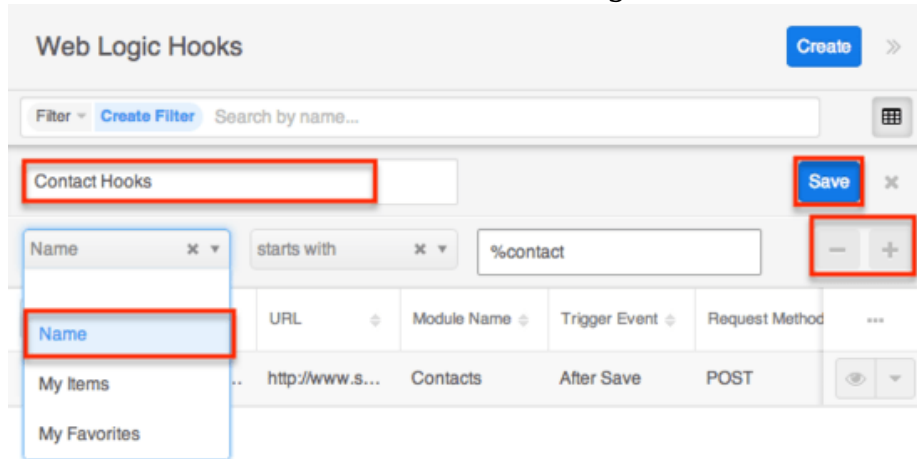 Web Logic Hooks Create »
Filter Create Filter Search by name...
Contact Hooks Save
Name starts with %contact
URL Module Name Trigger Event Request Method
Name
http://www.s... Contacts After Save POST
My Items
My Favorites